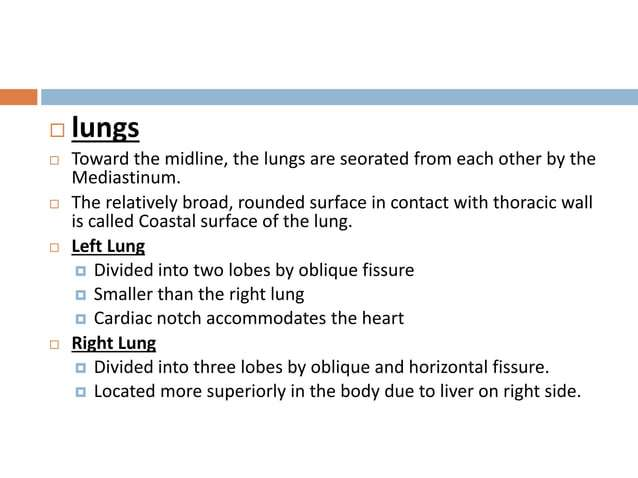 lungs
Toward the midline, the lungs are seorated from each other by the
Mediastinum.
The relatively broad, rounded surface in contact with thoracic wall
is called Coastal surface of the lung.
Left Lung
Divided into two lobes by oblique fissure
Smaller than the right lung
Cardiac notch accommodates the heart
Right Lung
Divided into three lobes by oblique and horizontal fissure.
Located more superiorly in the body due to liver on right side.